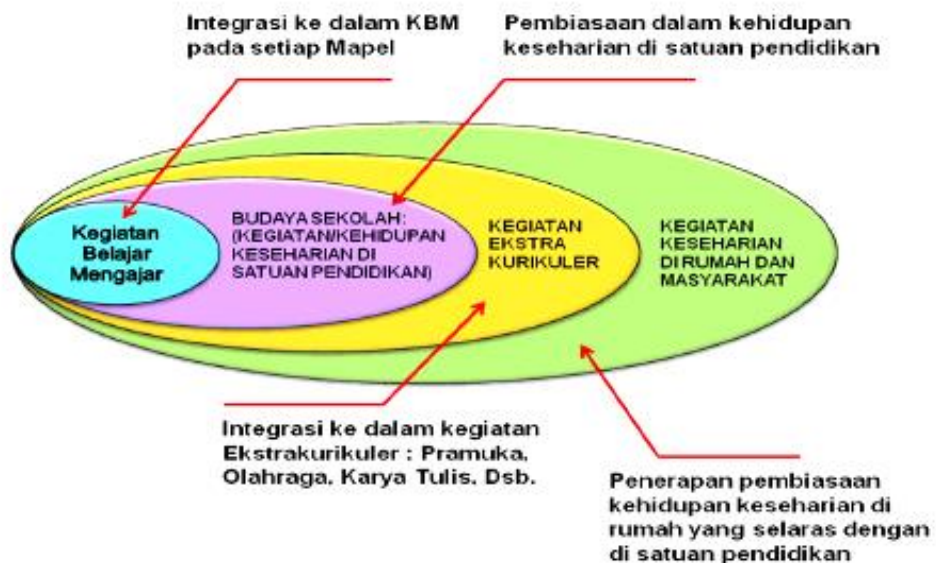 Integrasi ke dalam KBM
pada setiap Mapel
Pembiasaan dalam kehidupan
keseharian di satuan pendidikan
Kegiatan
Belajar
Mengajar
BUDAYA SEKOLAH:
(KEGIATAN/KEHIDUPAN
KESEHARIAN DI
SATUAN PENDIDIKAN)
KEGIATAN
EKSTRA
KURIKULER
KEGIATAN
KESEHARIAN
DI RUMAH DAN
MASYARAKAT
Integrasi ke dalam kegiatan
Ekstrakurikuler : Pramuka,
Olahraga, Karya Tulis, Dsb.
Penerapan pembiasaan
kehidupan keseharian di
rumah yang selaras dengan
di satuan pendidikan